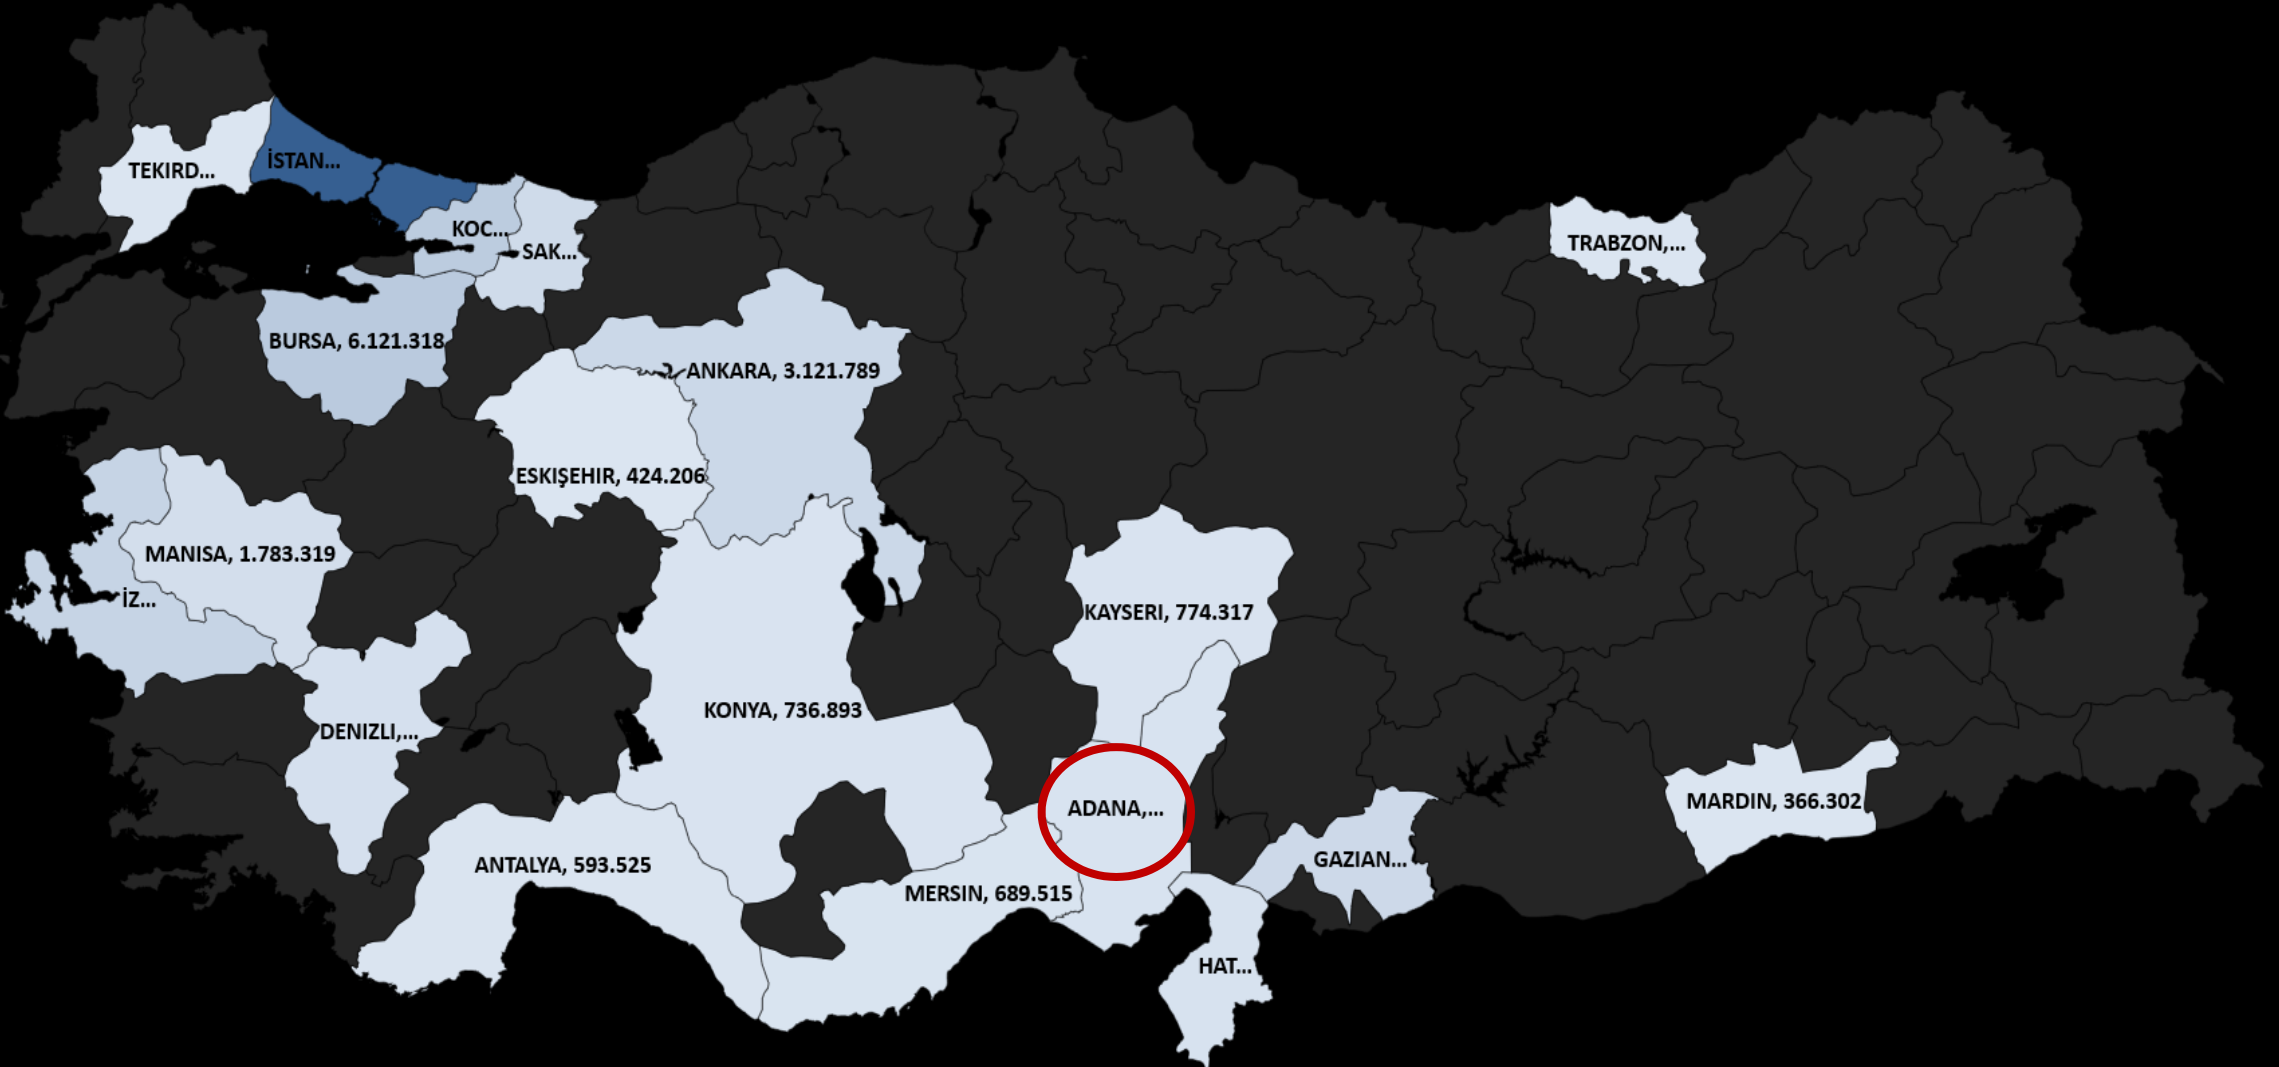 TEKIRD...
İSTAN...
KOC...
SAK...
TRABZON,...
BURSA, 6.121.318
ANKARA, 3.121.789
ESKIŞEHIR, 424.206
MANISA, 1.783.319
İZ...
KAYSERI, 774.317
KONYA, 736.893
DENIZLI,...
ADANA,...
MARDIN, 366.302
GAZIAN...
ANTALYA, 593.525
MERSIN, 689.515
HAT...